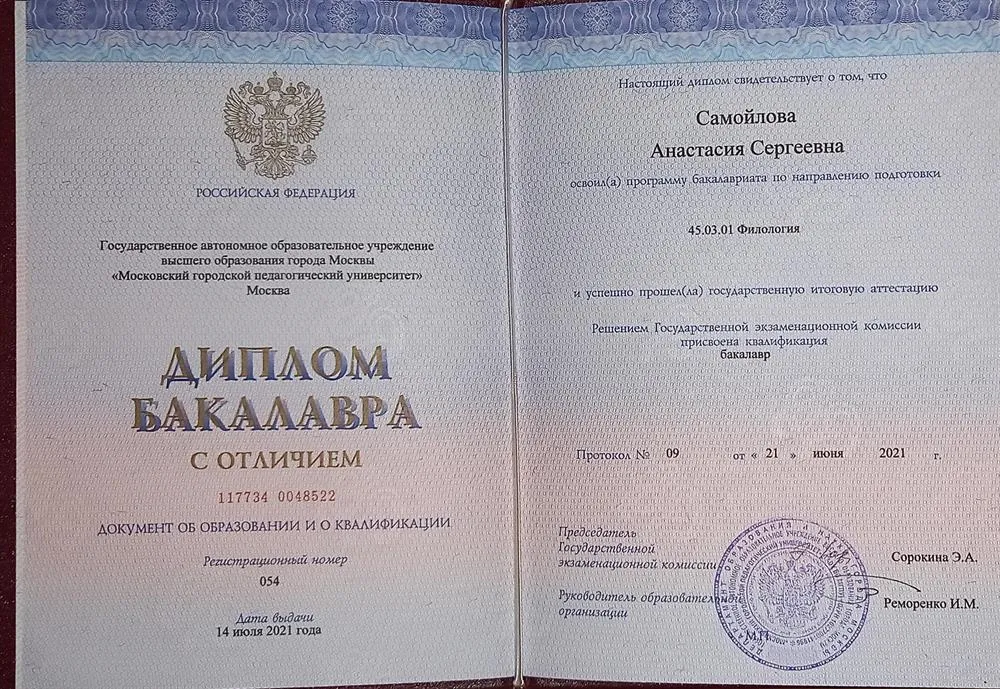 РОССИЙСКАЯ ФЕДЕРАЦИЯ
Государственное автономное образовательное учреждение
высшего образования города Москвы
«Московский городской педагогический университет»
Москва
ДИПЛОМ
БАКАЛАВРА
С ОТЛИЧИЕМ
117734 0048522
ДОКУМЕНТ ОБ ОБРАЗОВАНИИ И О КВАЛИФИКАЦИИ
Регистрационный номер
054
Дата выдачи
14 июля 2021 года
Настоящий диплом свидетельствует о том, что
Самойлова
Анастасия Сергеевна
освоил(а) программу бакалавриата по направлению подготовки
45.03.01 Филология
и успешно прошел(ла) государственную итоговую аттестацию
Решением Государственной экзаменационной комиссии
присвоена квалификация
бакалавр
Протокол № 09 от « 21 » июня 2021 г.
Председатель
Государственной
экзаменационной комиссии Сорокина Э.А.
Руководитель образовательной
организации Реморенко И.М.
М.П.